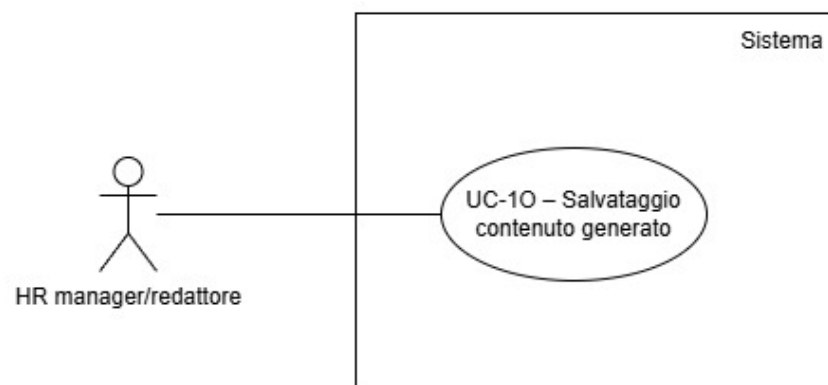 Sistema
UC-1O – Salvataggio
contenuto generato
HR manager/redattore